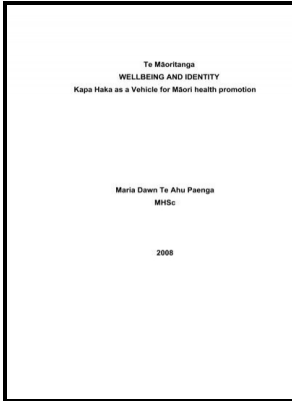 Te Māoritanga
WELLBEING AND IDENTITY
Kapa Haka as a Vehicle for Māori health promotion
Maria Dawn Te Ahu Paenga
MHSc
2008